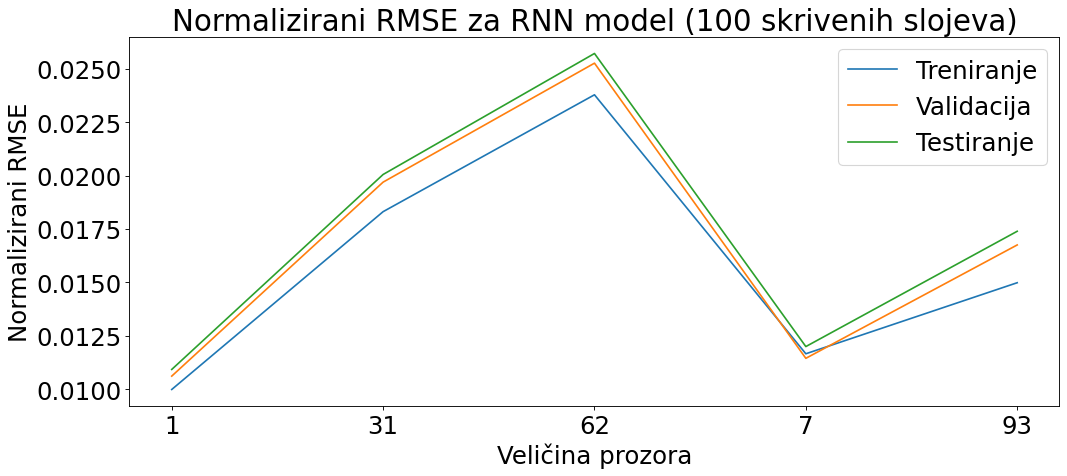 Normalizirani RMSE za RNN model (100 skrivenih slojeva)
Normalizirani RMSE
0.0250
0.0225
0.0200
0.0175
0.0150
0.0125
0.0100
Treniranje
Validacija
Testiranje
1 31 62 7 93
Veličina prozora